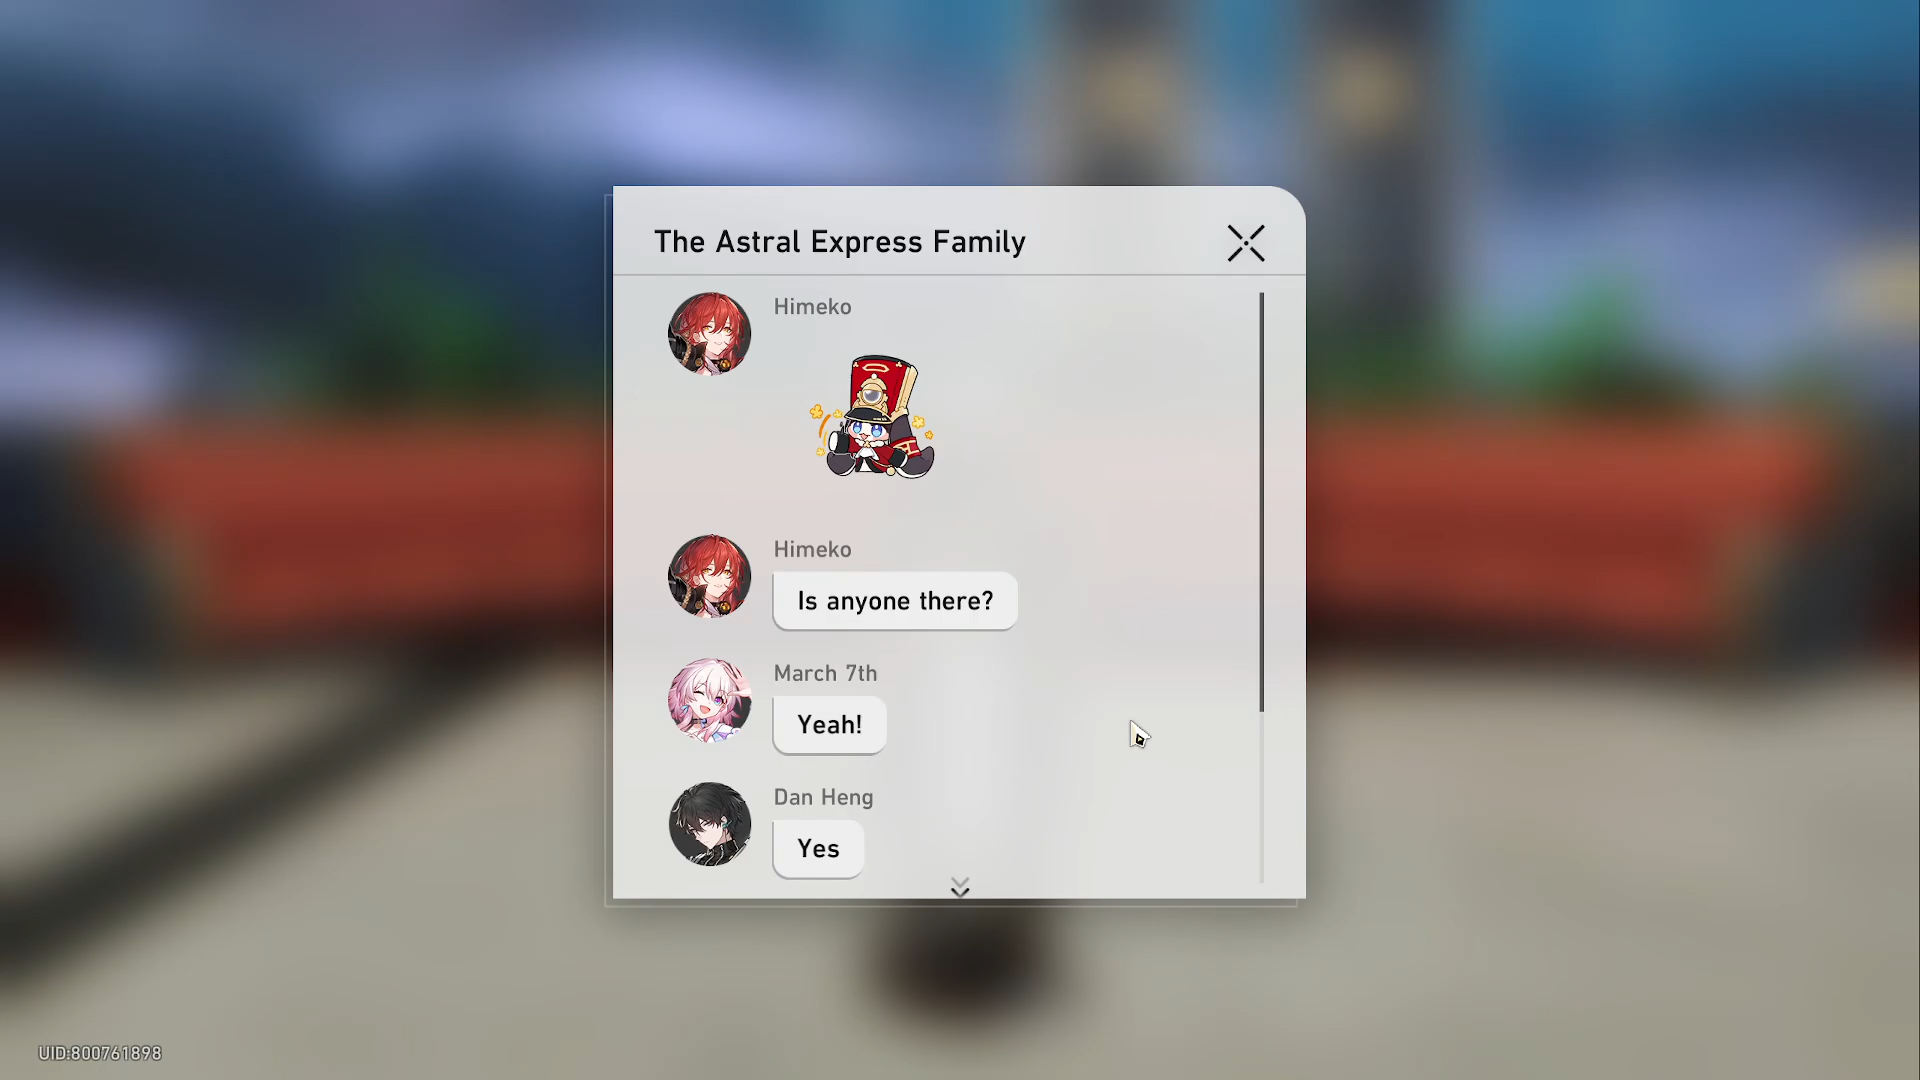 The Astral Express Family
Himeko
Himeko
Is anyone there?
March 7th
Yeah!
Dan Heng
Yes
UID:800761898